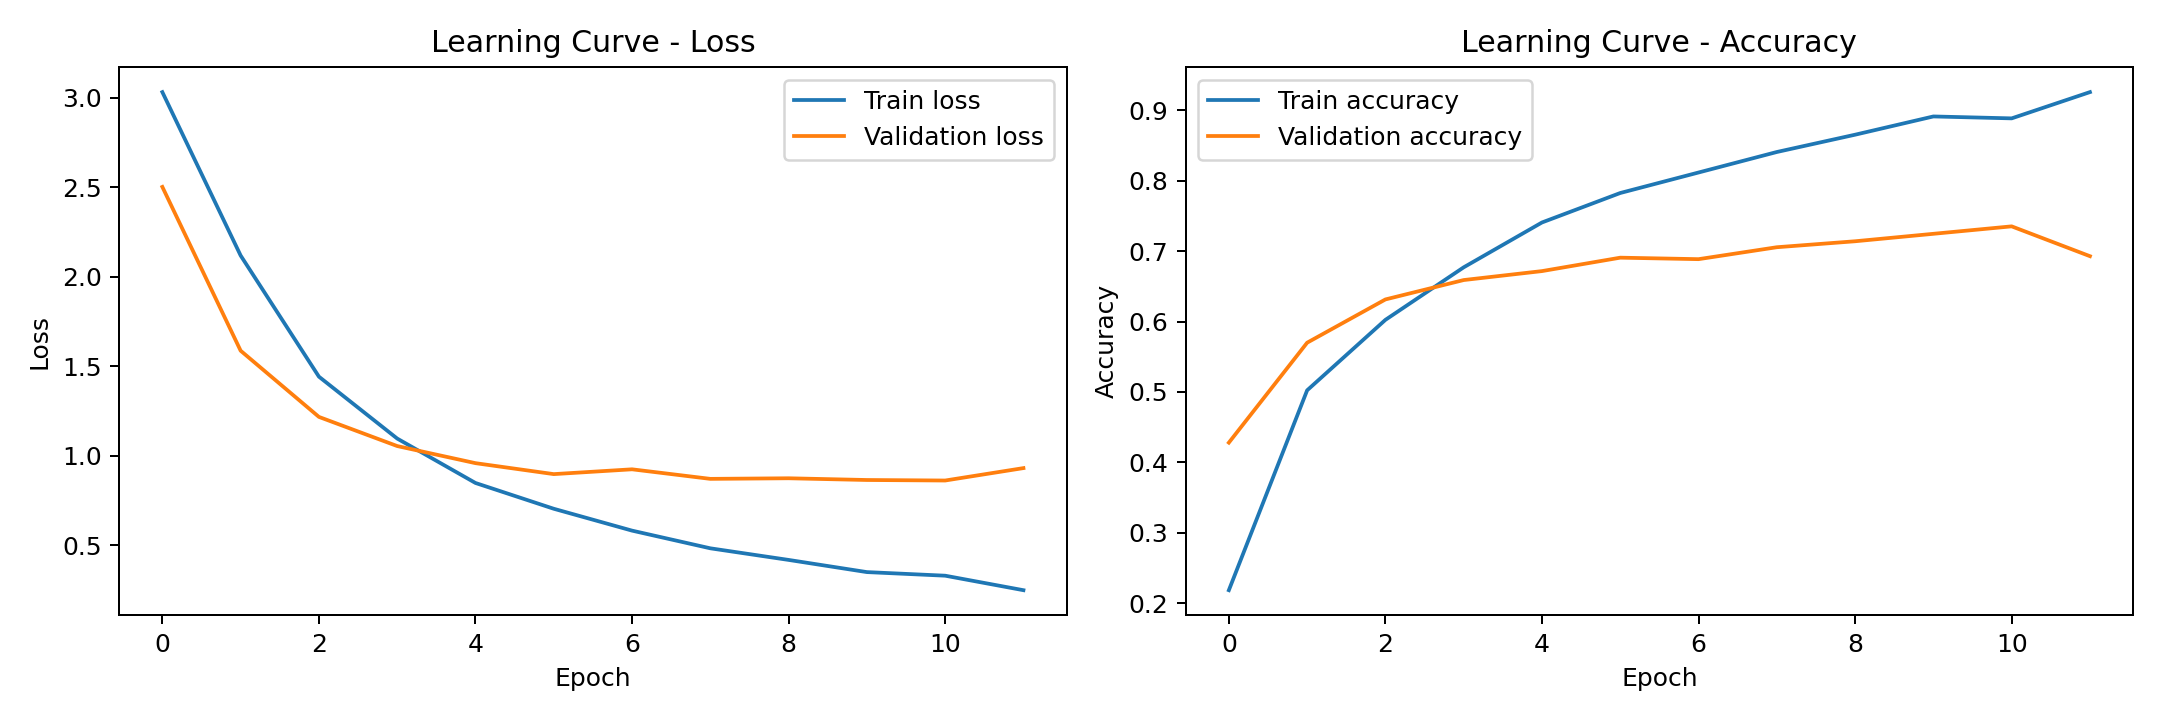 Learning Curve - Loss
Train loss
Validation loss
3.0
2.5
2.0
1.5
1.0
0.5
Loss
0 2 4 6 8 10
Epoch
Learning Curve - Accuracy
Train accuracy
Validation accuracy
0.9
0.8
0.7
0.6
0.5
0.4
0.3
0.2
Accuracy
0 2 4 6 8 10
Epoch